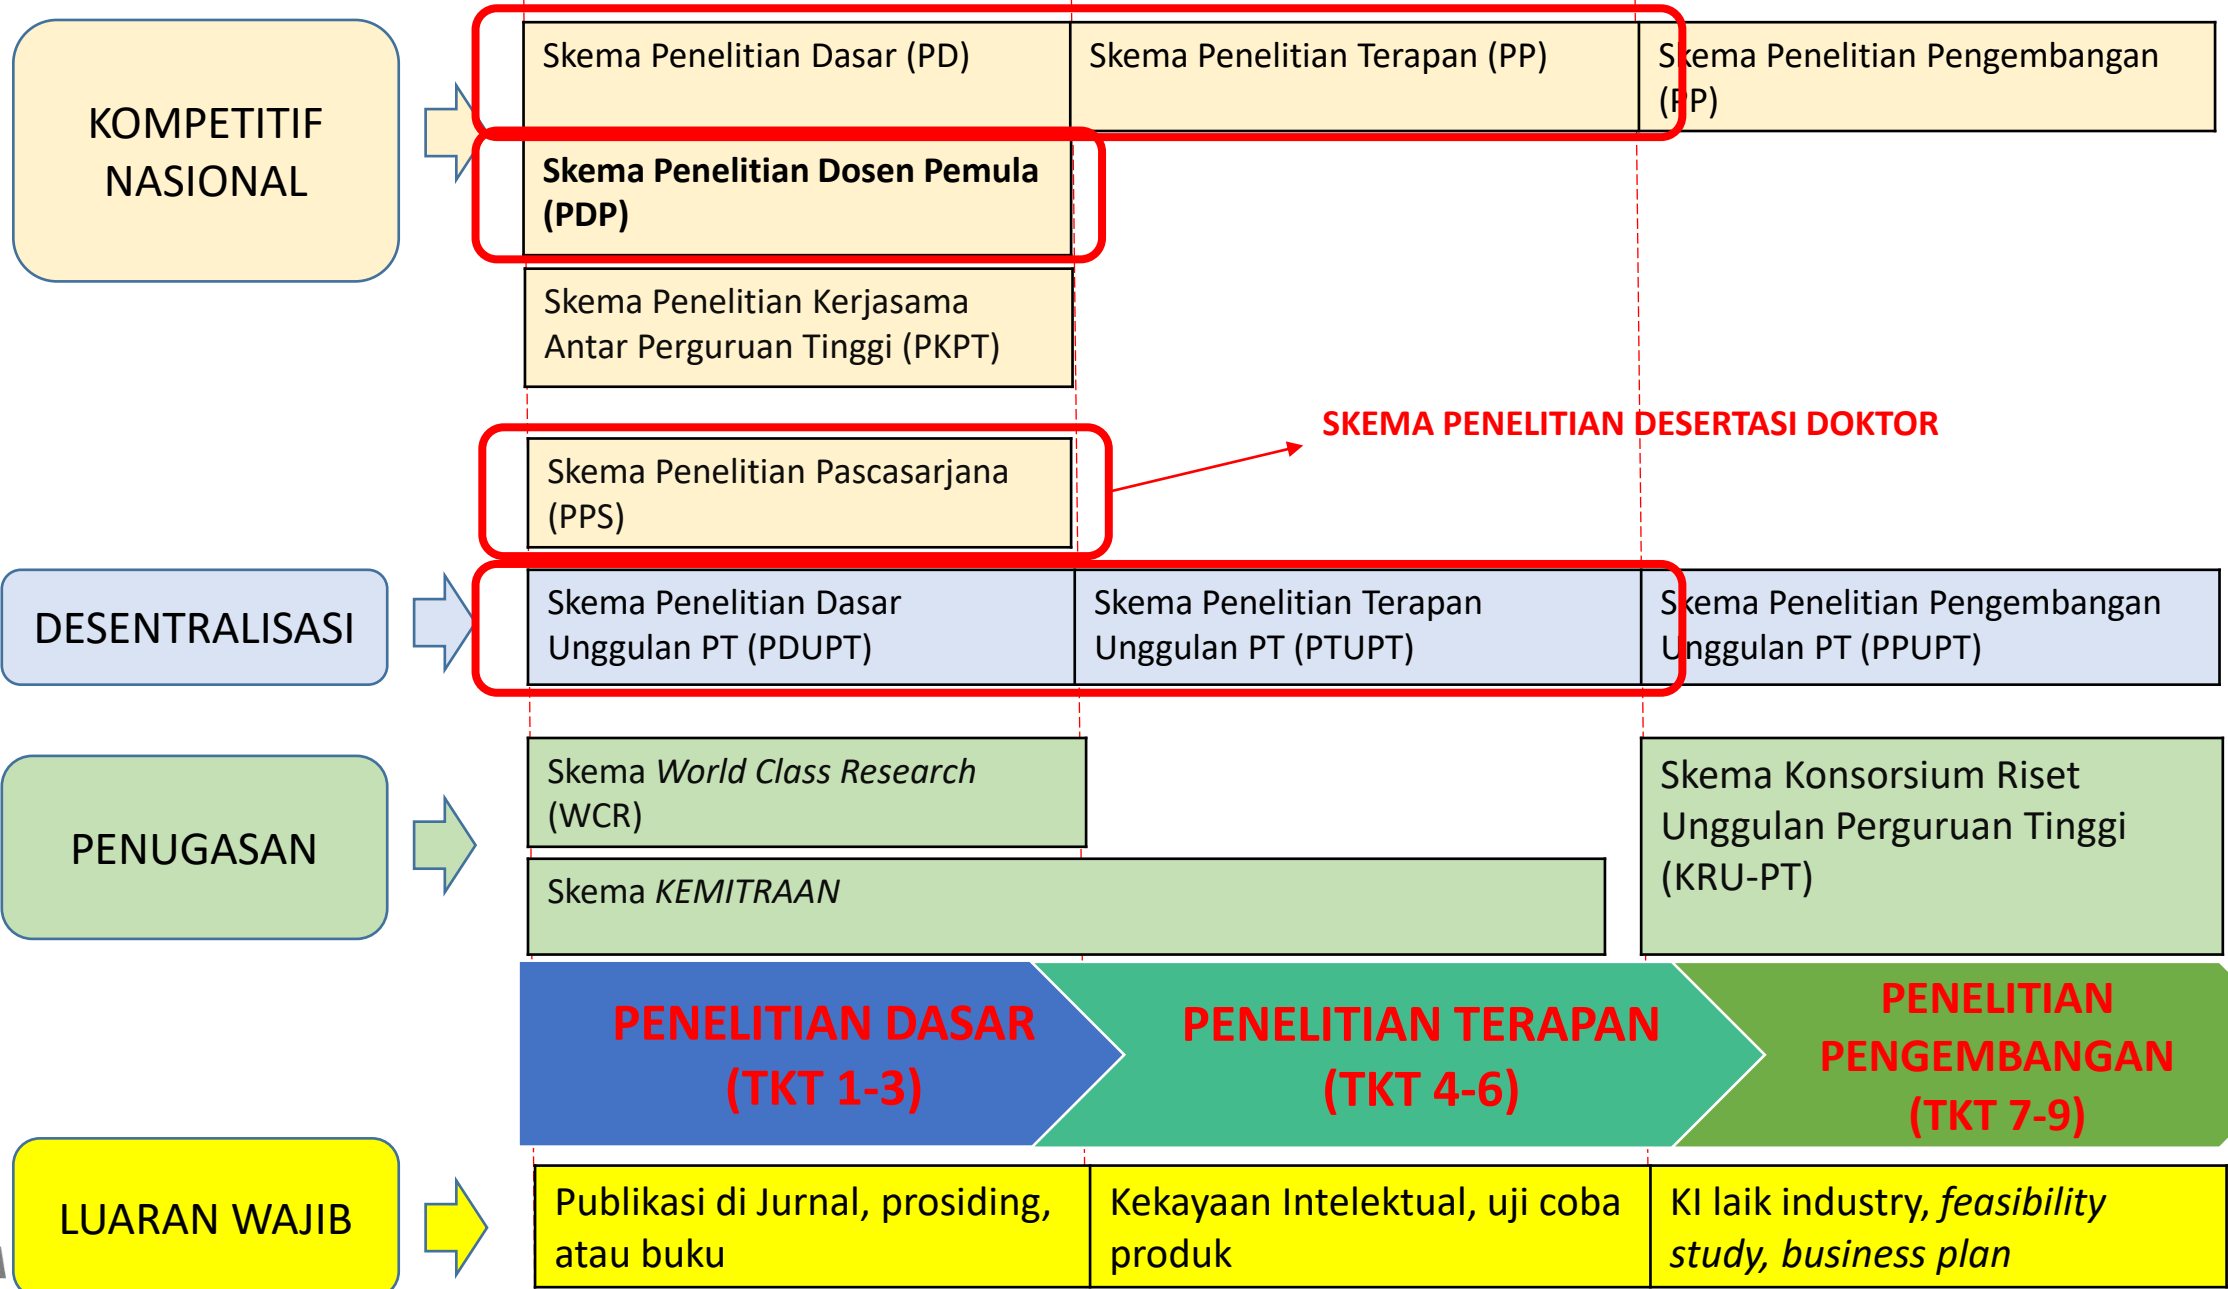 KOMPETITIF
NASIONAL
Skema Penelitian Dasar (PD)
Skema Penelitian Terapan (PP)
Skema Penelitian Pengembangan
(PP)
Skema Penelitian Dosen Pemula
(PDP)
Skema Penelitian Kerjasama
Antar Perguruan Tinggi (PKPT)
SKEMA PENELITIAN DESERTASI DOKTOR
Skema Penelitian Pascasarjana
(PPS)
DESENTRALISASI
Skema Penelitian Dasar
Unggulan PT (PDUPT)
Skema Penelitian Terapan
Unggulan PT (PTUPT)
Skema Penelitian Pengembangan
Unggulan PT (PPUPT)
PENUGASAN
Skema World Class Research
(WCR)
Skema KEMITRAAN
Skema Konsorsium Riset
Unggulan Perguruan Tinggi
(KRU-PT)
PENELITIAN DASAR
(TKT 1-3)
PENELITIAN TERAPAN
(TKT 4-6)
PENELITIAN
PENGEMBANGAN
(TKT 7-9)
LUARAN WAJIB
Publikasi di Jurnal, prosiding,
atau buku
Kekayaan Intelektual, uji coba
produk
KI laik industry, feasibility
study, business plan